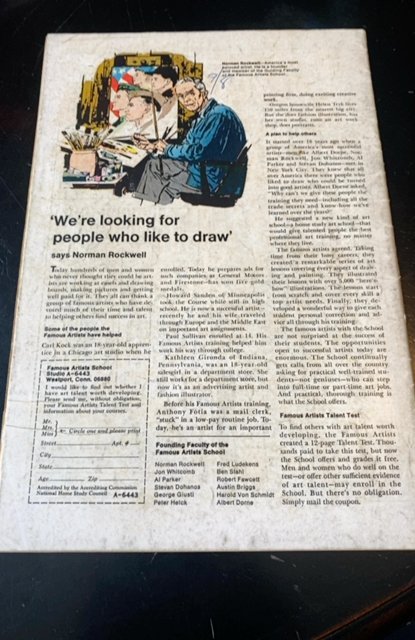 Norman Rockwell—America's most
beloved artist. He is a founder
and member of the Guiding Faculty
of the Famous Artists School.
'We're looking for
people who like to draw'
says Norman Rockwell
Today hundreds of men and women
who never thought they could be art-
ists are working at easels and drawing
boards, making pictures and getting
well paid for it. They all can thank a
group of famous artists who have de-
voted much of their time and talent
to helping others find success in art.
Some of the people the
Famous Artists have helped
Carl Kock was an 18-year-old appren-
tice in a Chicago art studio when he
Famous Artists School
Studio A-6443
Westport, Conn. 06880
I would like to find out whether I
have art talent worth developing.
Please send me, without obligation,
your Famous Artists Talent Test and
information about your courses.
Mr.
Mrs. Circle one and please print
Miss
Street Apt. #
City
State
Age Zip
Accredited by the Accrediting Commission
National Home Study Council A-6443
enrolled. Today he prepares ads for
such companies as General Motors
and Firestone—has won five gold
medals.
Howard Sanden of Minneapolis
took the Course while still in high
school. He is now a successful artist—
recently he and his wife traveled
through Europe and the Middle East
on important art assignments.
Paul Sullivan enrolled at 14. His
Famous Artists training helped him
work his way through college.
Kathleen Girenda of Indiana,
Pennsylvania, was an 18-year-old
salesgirl in a department store. She
still works for a department store, but
now it's as an advertising artist and
fashion illustrator.
Before his Famous Artists training,
Anthony Fotia was a mail clerk,
"stuck" in a low-pay routine job. To-
day, he's an artist for an important
Founding Faculty of the
Famous Artists School
Norman Rockwell
Jon Whitcomb
Al Parker
Stevan Dohanos
George Giusti
Peter Helck
Fred Ludekens
Ben Stahl
Robert Fawcett
Austin Briggs
Harold Von Schmidt
Albert Dorne
printing firm, doing exciting creative
work.
150 miles from the nearest big city.
But she does fashion illustration, has
her own studio, runs an art work
shop, does portraits.
A plan to help others
It started over 18 years ago when a
group of America's most successful
artists—men like Albert Dorne, Nor-
man Rockwell, Jon Whitcomb, Al
Parker and Stevan Dohanos—met in
New York City. They knew that all
over America there were people who
liked to draw who could be turned
into good artists. Albert Dorne asked,
"Why can't we give these people the
training they need—including all the
trade secrets and know-how we've
learned over the years?"
He suggested a new kind of art
school—a home study art school—that
would give talented people the best
professional art training, no matter
where they live.
The famous artists agreed. Taking
time from their busy careers, they
created a remarkable series of art
lessons covering every aspect of draw-
ing and painting. They illustrated
their lessons with over 5,000 "here's-
how" illustrations. The lessons start
from scratch and cover every skill a
top artist needs. Finally, they de-
veloped a wonderful way to give each
student personal correction and ad-
vice all through his training.
The famous artists with the School
are not surprised at the success of
their students. The opportunities
open to successful artists today are
enormous. The School continually
gets calls from all over the country
asking for practical well-trained stu-
dents—not geniuses—who can step
into full-time or part-time art jobs.
And practical, thorough training is
what the School offers.
Famous Artists Talent Test
To find others with art talent worth
developing, the Famous Artists
created a 12-page Talent Test. Thou-
sands paid to take this test, but now
the School offers and grades it free.
Men and women who do well on the
test—or offer other sufficient evidence
of art talent—may enroll in the
School. But there's no obligation.
Simply mail the coupon.